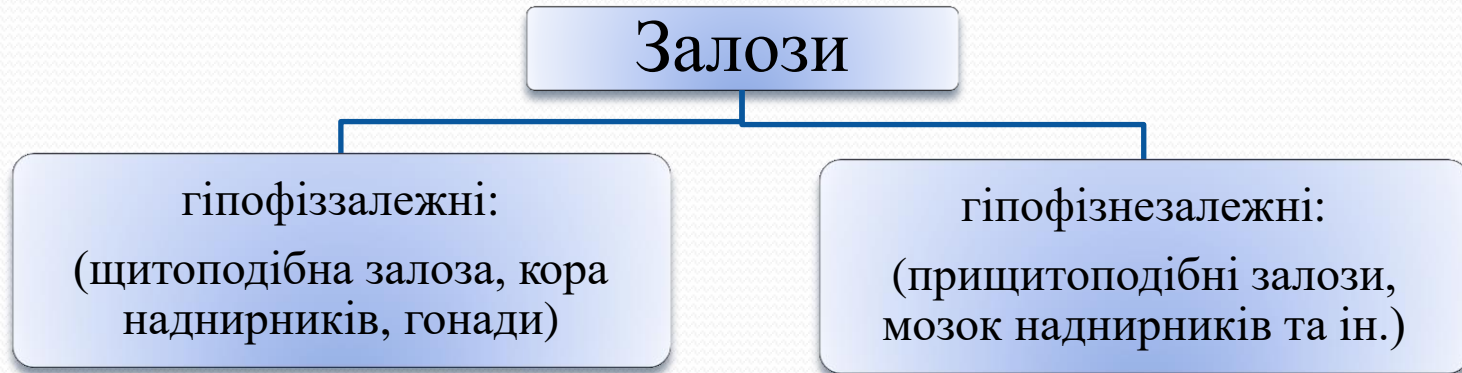 Залози
гіпофіззалежні:
(щитоподібна залоза, кора
наднирників, гонади)
гіпофізнезалежні:
(прищитоподібні залози,
мозок наднирників та ін.)